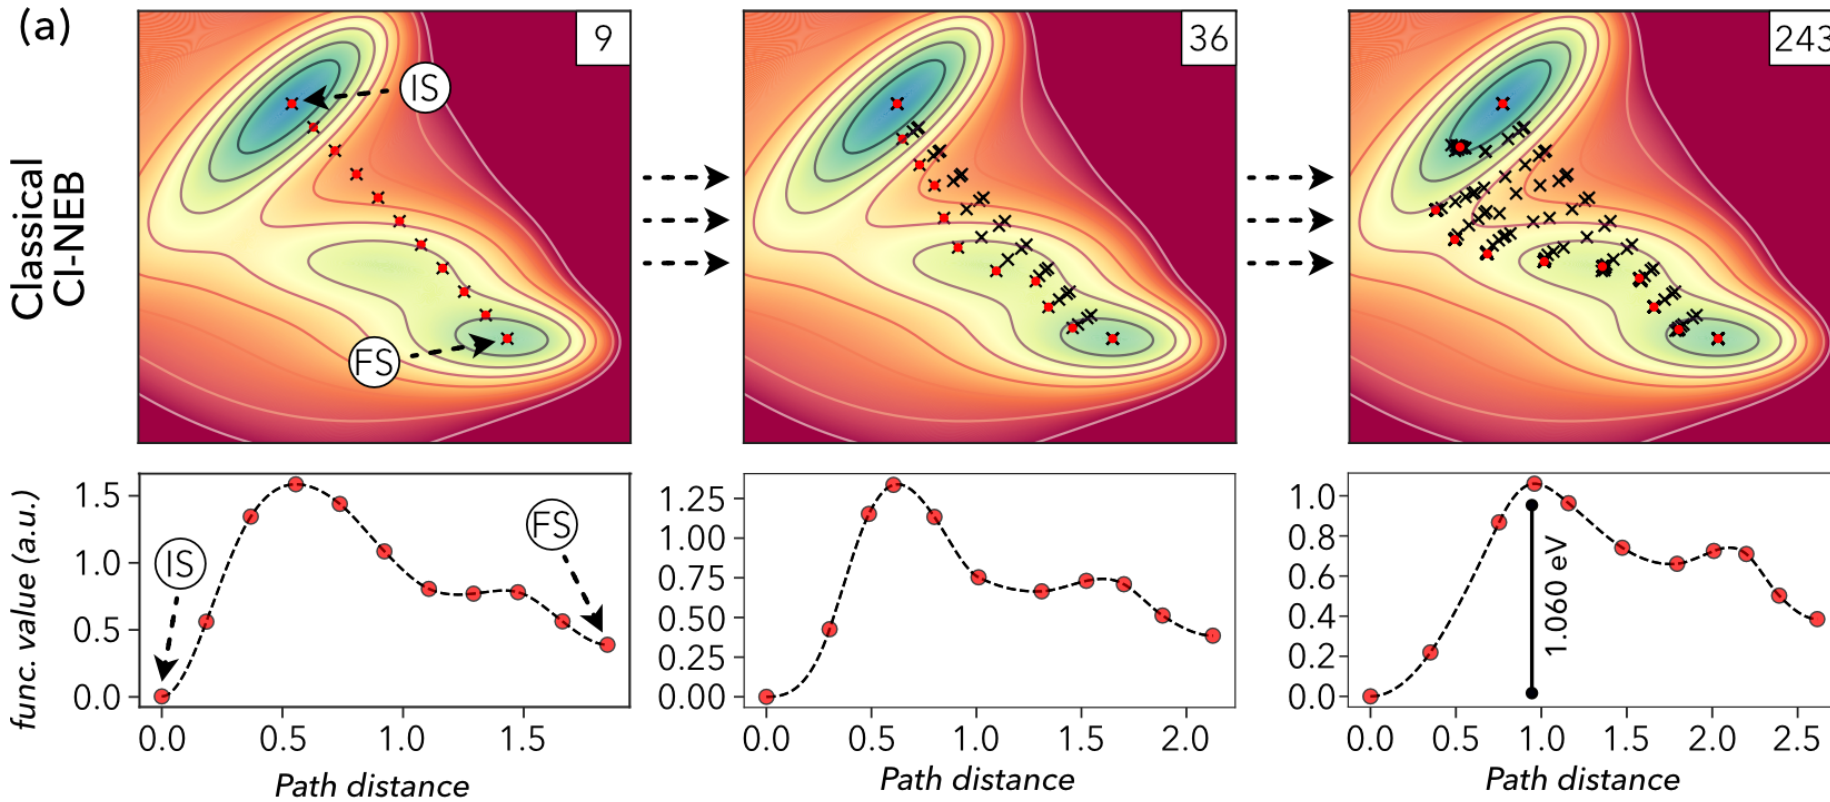 (a)
Classical
CI-NEB
9
IS
FS
36
243
func. value (a.u.)
1.5
1.0
0.5
0.0
IS
FS
0.0 0.5 1.0 1.5
Path distance
1.25
1.00
0.75
0.50
0.25
0.00
0.0 0.5 1.0 1.5 2.0
Path distance
1.0
0.8
0.6
0.4
0.2
0.0
1.060 eV
0.0 0.5 1.0 1.5 2.0 2.5
Path distance